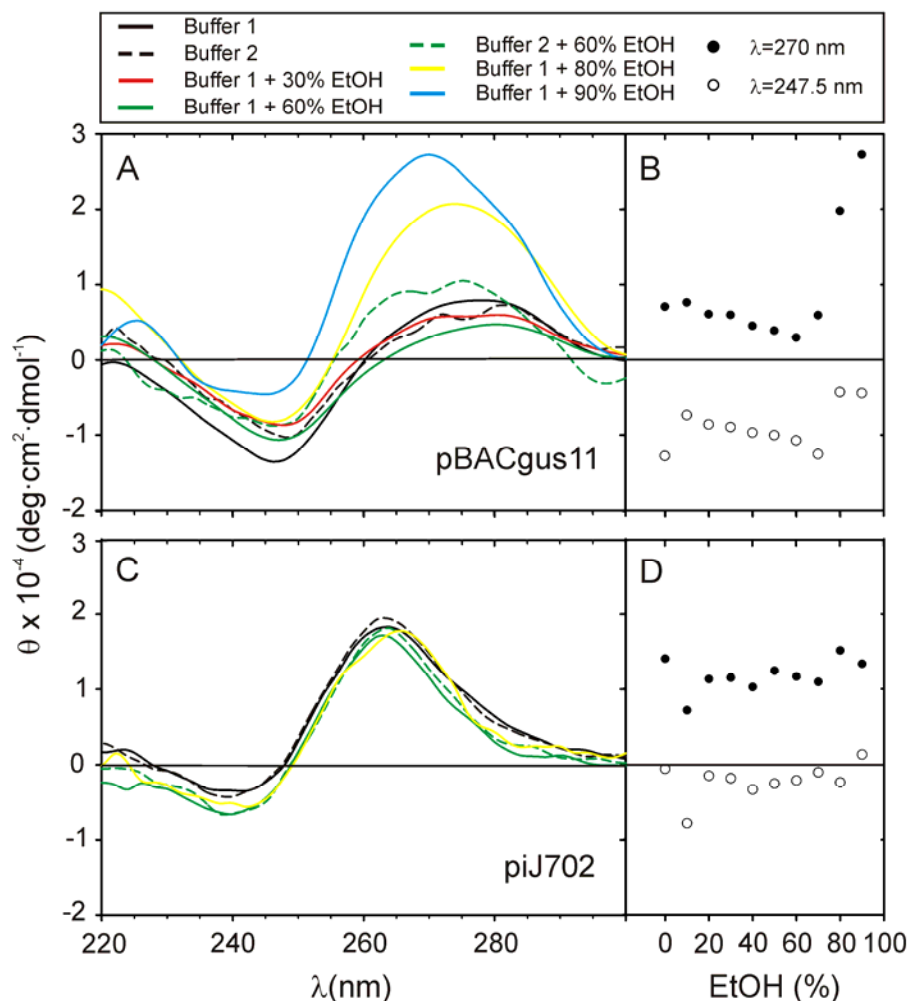 Buffer 1
Buffer 2
Buffer 1 + 30% EtOH
Buffer 1 + 60% EtOH
Buffer 2 + 60% EtOH
Buffer 1 + 80% EtOH
Buffer 1 + 90% EtOH
λ=270 nm
λ=247.5 nm
A
B
3
2
1
0
-1
-2
pBACgus11
C
D
3
2
1
0
-1
-2
piJ702
θ x 10⁻⁴ (deg·cm²·dmol⁻¹)
220 240 260 280
0 20 40 60 80 100
λ(nm)
EtOH (%)